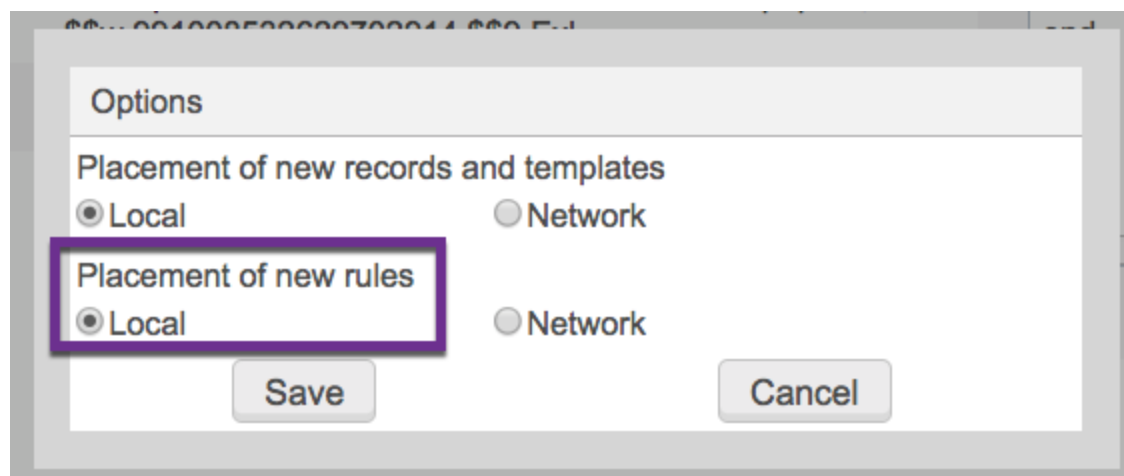 Options
Placement of new records and templates
Local Network
Placement of new rules
Local Network
Save Cancel